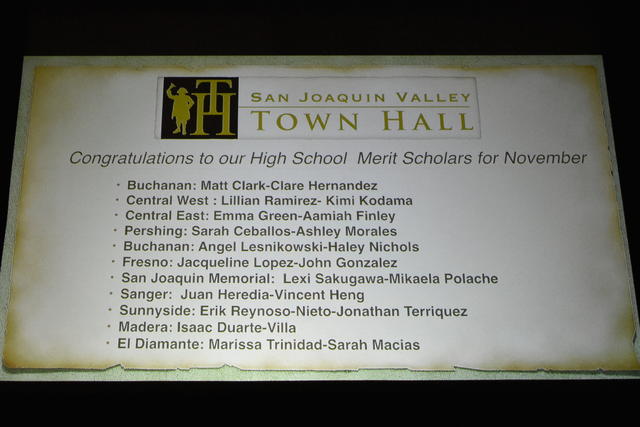 TH
SAN JOAQUIN VALLEY
TOWN HALL
Congratulations to our High School Merit Scholars for November
• Buchanan: Matt Clark-Clare Hernandez
• Central West : Lillian Ramirez- Kimi Kodama
• Central East: Emma Green-Aamiah Finley
• Pershing: Sarah Ceballos-Ashley Morales
• Buchanan: Angel Lesnikowski-Haley Nichols
• Fresno: Jacqueline Lopez-John Gonzalez
• San Joaquin Memorial: Lexi Sakugawa-Mikaela Polache
• Sanger: Juan Heredia-Vincent Heng
• Sunnyside: Erik Reynoso-Nieto-Jonathan Terriquez
• Madera: Isaac Duarte-Villa
• El Diamante: Marissa Trinidad-Sarah Macias